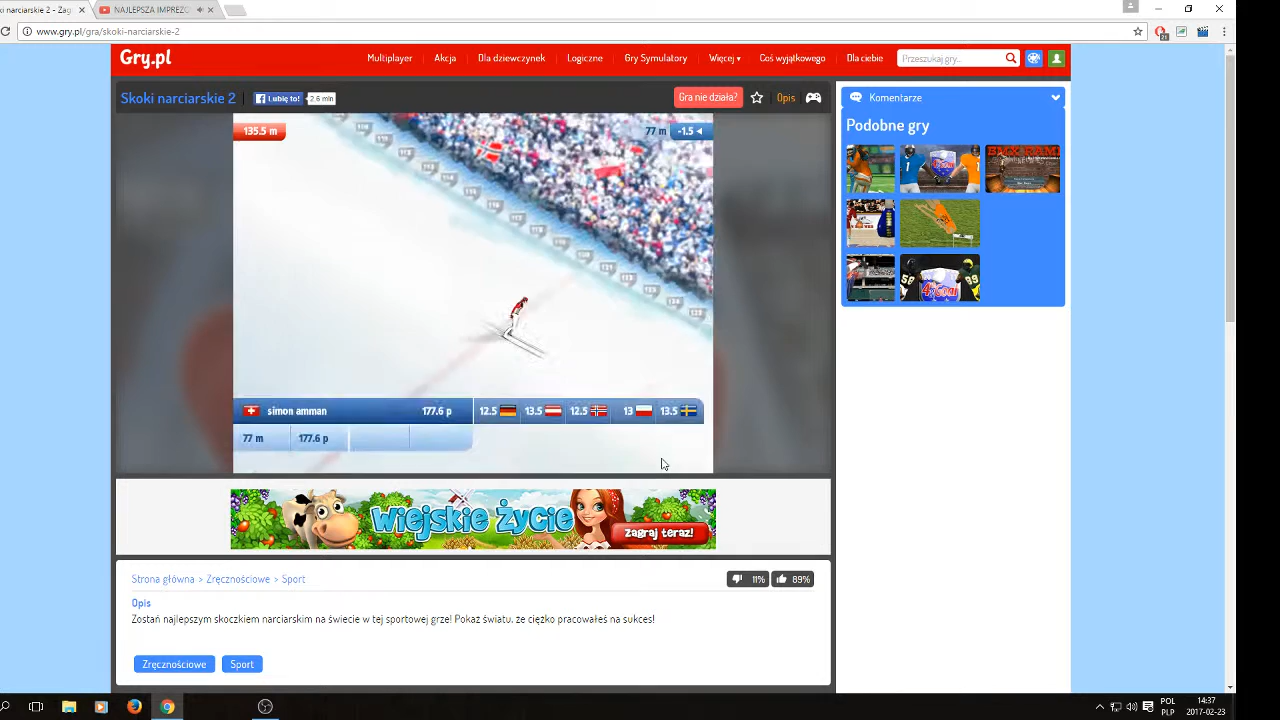 ki narciarskie 2 - Zag
NAJLEPSZA IMPREZ
www.gry.pl/gra/skoki-narciarskie-2
21
Gry.pl
Multiplayer
Akcja
Dla dziewczynek
Logiczne
Gry Symulatory
Więcej
Coś wyjątkowego
Dla ciebie
Przeszukaj gry...
Skoki narciarskie 2
Lubię to!
2.6 mln
Gra nie działa?
Opis
Komentarze
Podobne gry
135.5 m
77 m
-1.5
simon amman
177.6 p
12.5
13.5
12.5
13
13.5
77 m
177.6 p
wiejskie życie
Zagraj teraz!
Strona główna > Zręcznościowe > Sport
11%
89%
Opis
Zostań najlepszym skoczkiem narciarskim na świecie w tej sportowej grze! Pokaż światu, że ciężko pracowałeś na sukces!
Zręcznościowe
Sport
POL
PLP
14:37
2017-02-23